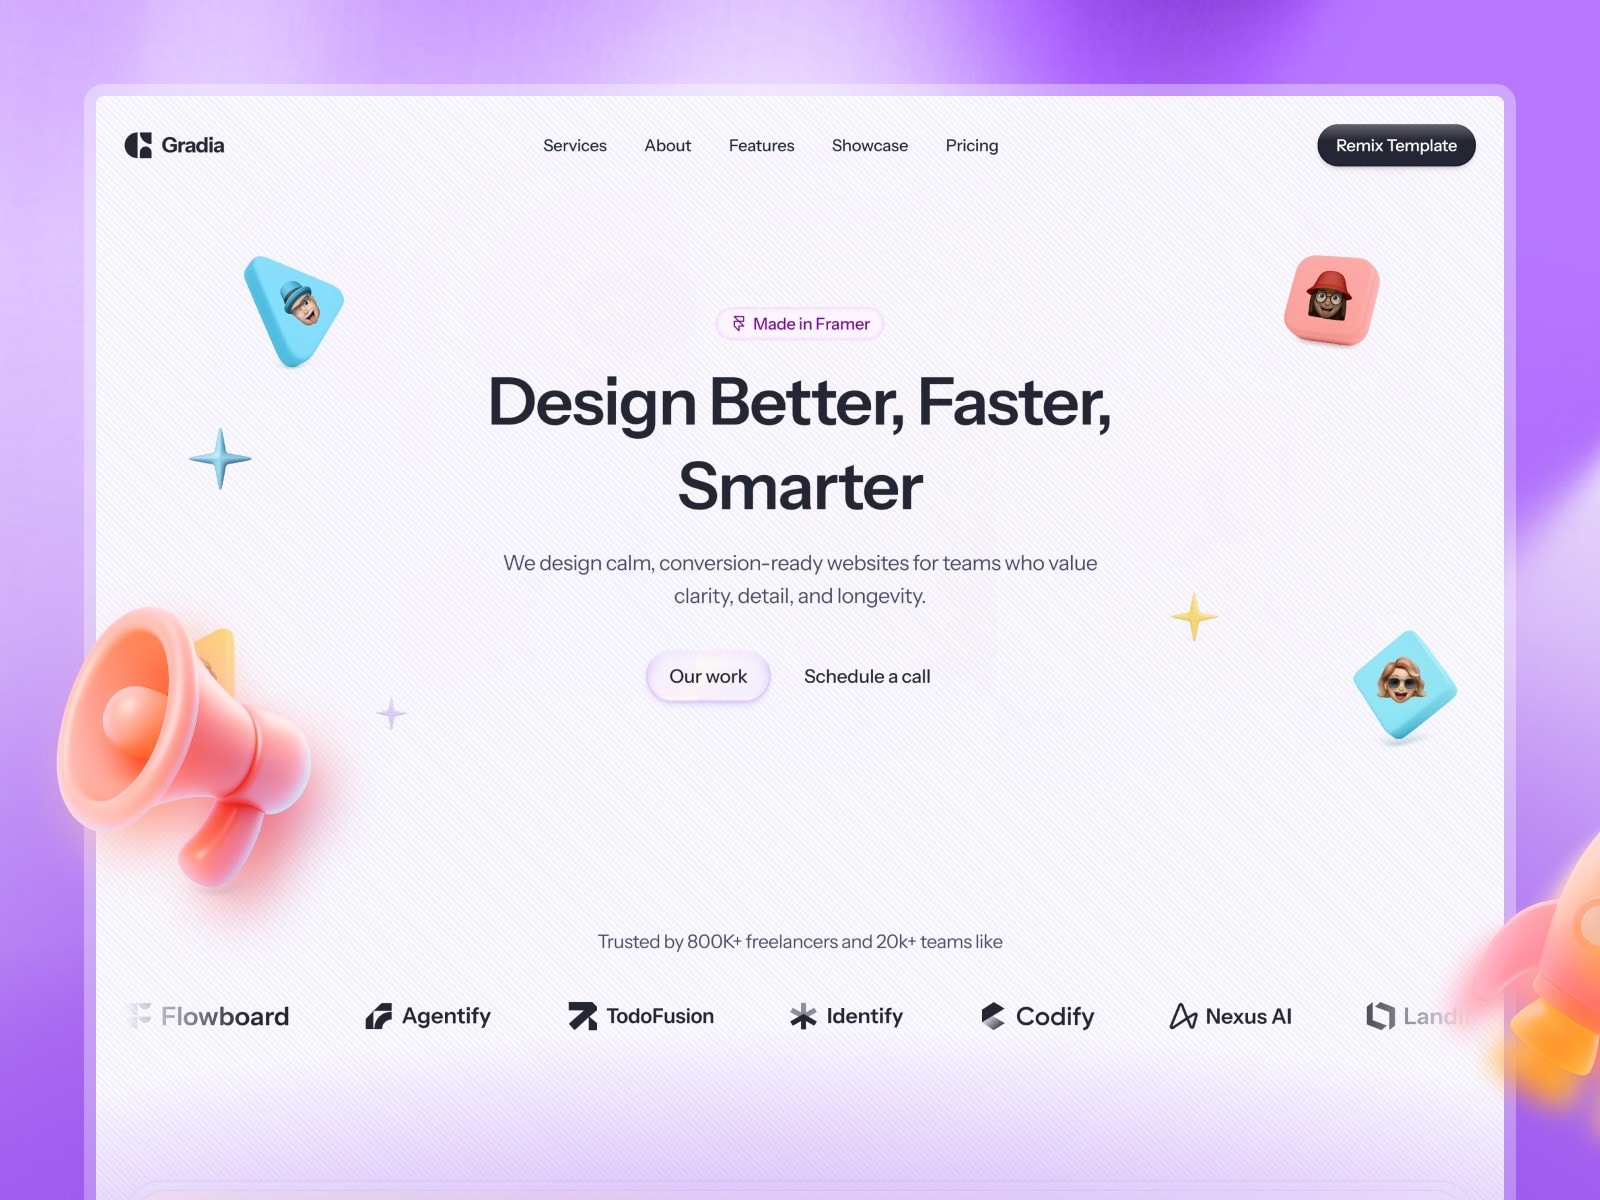 Gradia
Services
About
Features
Showcase
Pricing
Remix Template
Made in Framer
Design Better, Faster,
Smarter
We design calm, conversion-ready websites for teams who value
clarity, detail, and longevity.
Our work
Schedule a call
Trusted by 800K+ freelancers and 20k+ teams like
Flowboard
Agentify
TodoFusion
Identify
Codify
Nexus AI